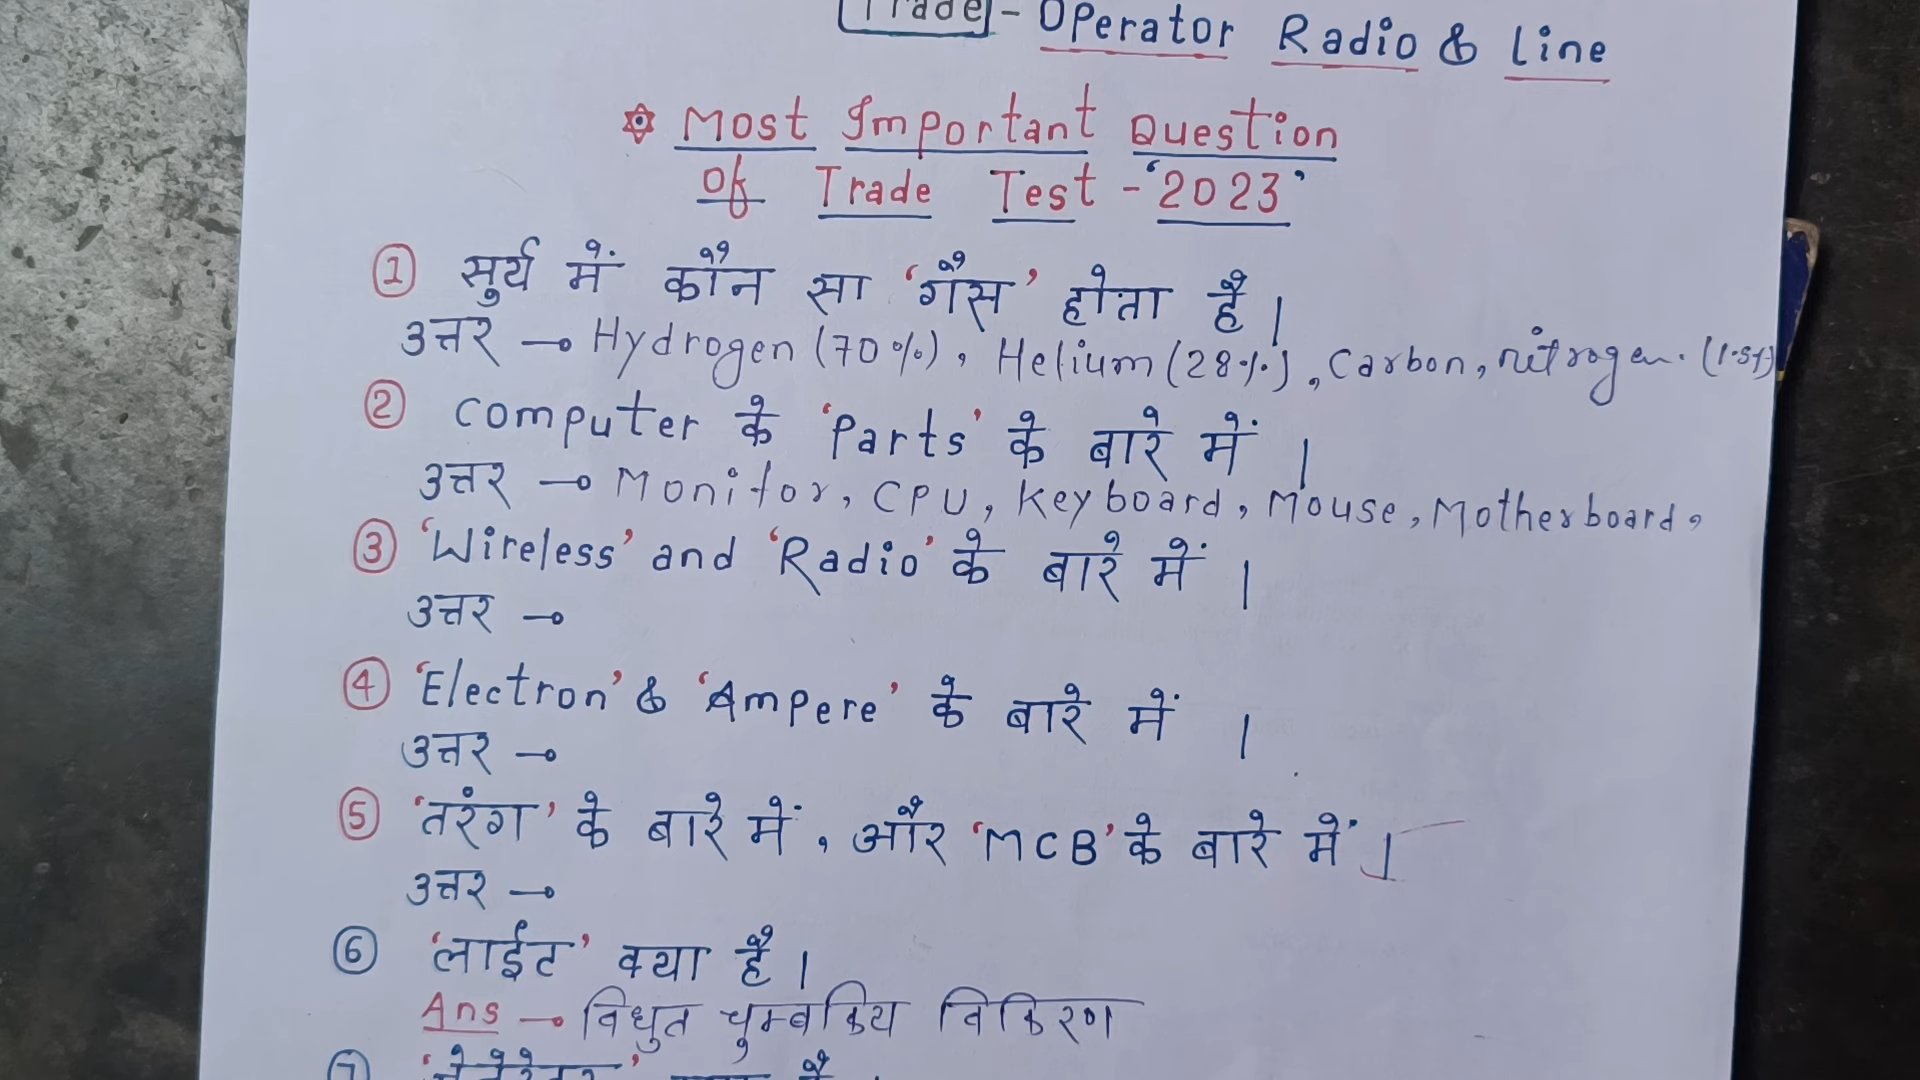 Trade - Operator Radio & Line
Most Important Question
of Trade Test - '2023'
1 सुर्य में कौन सा 'गैस' होता है।
उत्तर → Hydrogen (70%), Helium (28%), Carbon, nitrogen. (1.5%)
2 Computer के 'Parts' के बारे में।
उत्तर → Monitor, CPU, Keyboard, Mouse, Motherboard,
3 'Wireless' and 'Radio' के बारे में।
उत्तर →
4 'Electron' & 'Ampere' के बारे में ।
उत्तर →
5 'तरंग' के बारे में, और 'MCB' के बारे में।
उत्तर →
6 'लाईट' क्या है।
Ans → विधुत चुम्बकिय विकिरण
7